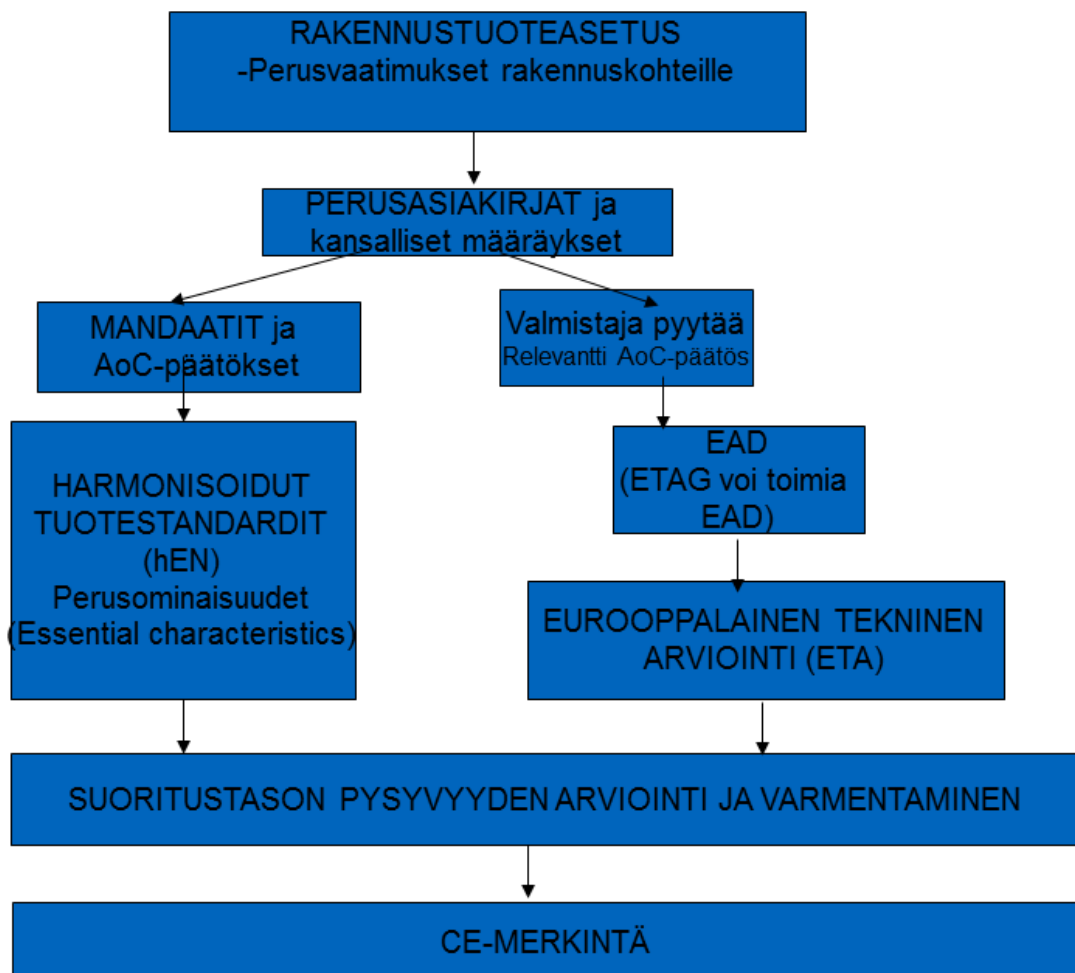 RAKENNUSTUOTEASETUS
-Perusvaatimukset rakennuskohteille
PERUSASIAKIRJAT ja
kansalliset määräykset
MANDAATIT ja
AoC-päätökset
Valmistaja pyytää
Relevantti AoC-päätös
HARMONISOIDUT
TUOTESTANDARDIT
(hEN)
Perusominaisuudet
(Essential characteristics)
EAD
(ETAG voi toimia
EAD)
EUROOPPALAINEN TEKNINEN
ARVIOINTI (ETA)
SUORITUSTASON PYSYVYYDEN ARVIOINTI JA VARMENTAMINEN
CE-MERKINTÄ